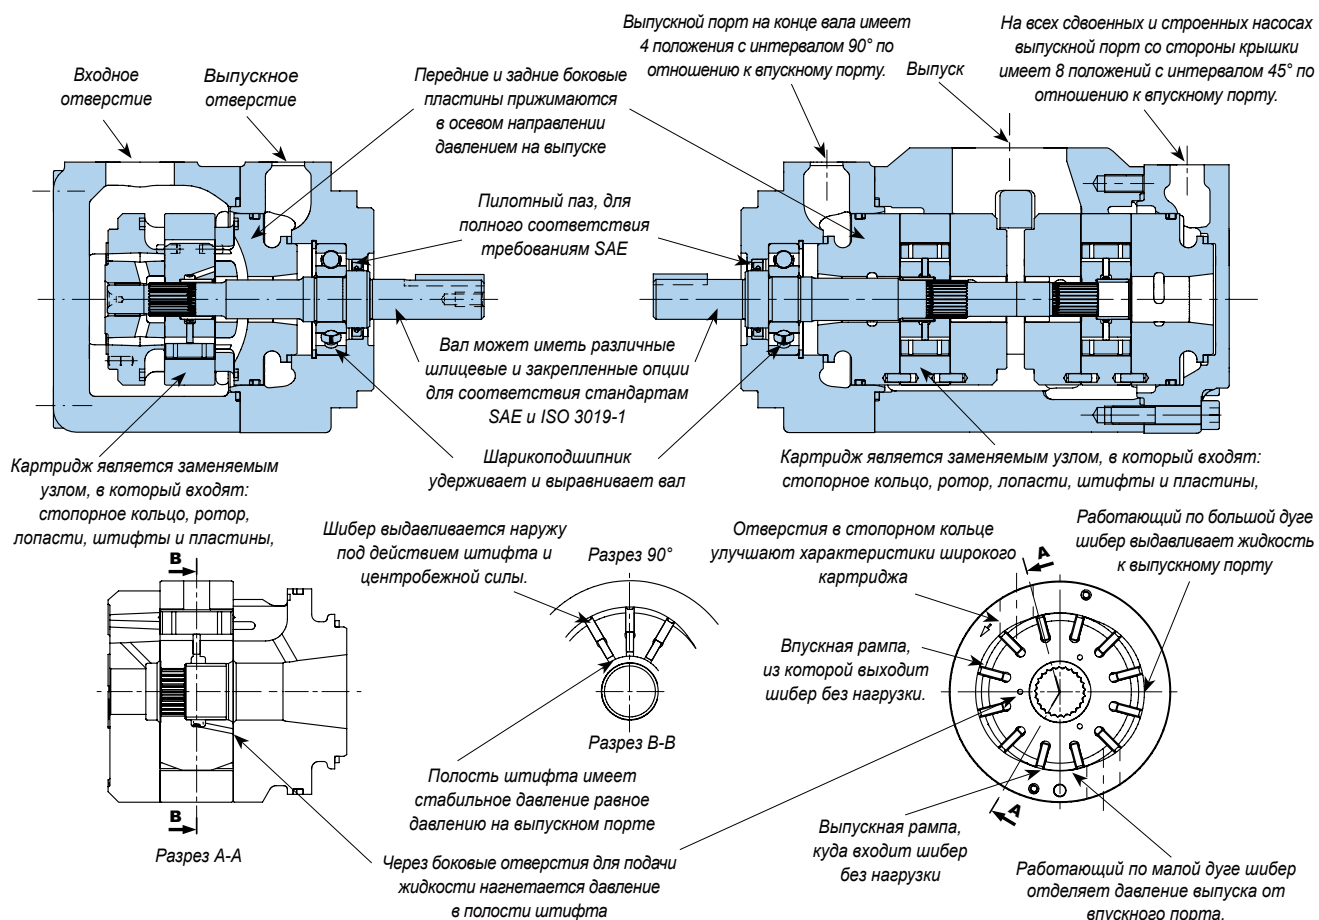 Входное
отверстие
Выпускное
отверстие
Передние и задние боковые
пластины прижимаются
в осевом направлении
давлением на выпуске
Выпускной порт на конце вала имеет
4 положения с интервалом 90° по
отношению к впускному порту.
Выпуск
На всех сдвоенных и строенных насосах
выпускной порт со стороны крышки
имеет 8 положений с интервалом 45° по
отношению к впускному порту.
Пилотный паз, для
полного соответствия
требованиям SAE
Вал может иметь различные
шлицевые и закрепленные опции
для соответствия стандартам
SAE и ISO 3019-1
Шарикоподшипник
удерживает и выравнивает вал
Картридж является заменяемым
узлом, в который входят:
стопорное кольцо, ротор,
лопасти, штифты и пластины,
Картридж является заменяемым узлом, в который входят:
стопорное кольцо, ротор, лопасти, штифты и пластины,
Шибер выдавливается наружу
под действием штифта и
центробежной силы.
Разрез 90°
Отверстия в стопорном кольце
улучшают характеристики широкого
картриджа
Работающий по большой дуге
шибер выдавливает жидкость
к выпускному порту
B
A
Впускная рампа,
из которой выходит
шибер без нагрузки.
Разрез B-B
Полость штифта имеет
стабильное давление равное
давлению на выпускном порте
B
A
Разрез A-A
Через боковые отверстия для подачи
жидкости нагнетается давление
в полости штифта
Выпускная рампа,
куда входит шибер
без нагрузки
Работающий по малой дуге шибер
отделяет давление выпуска от
впускного порта.